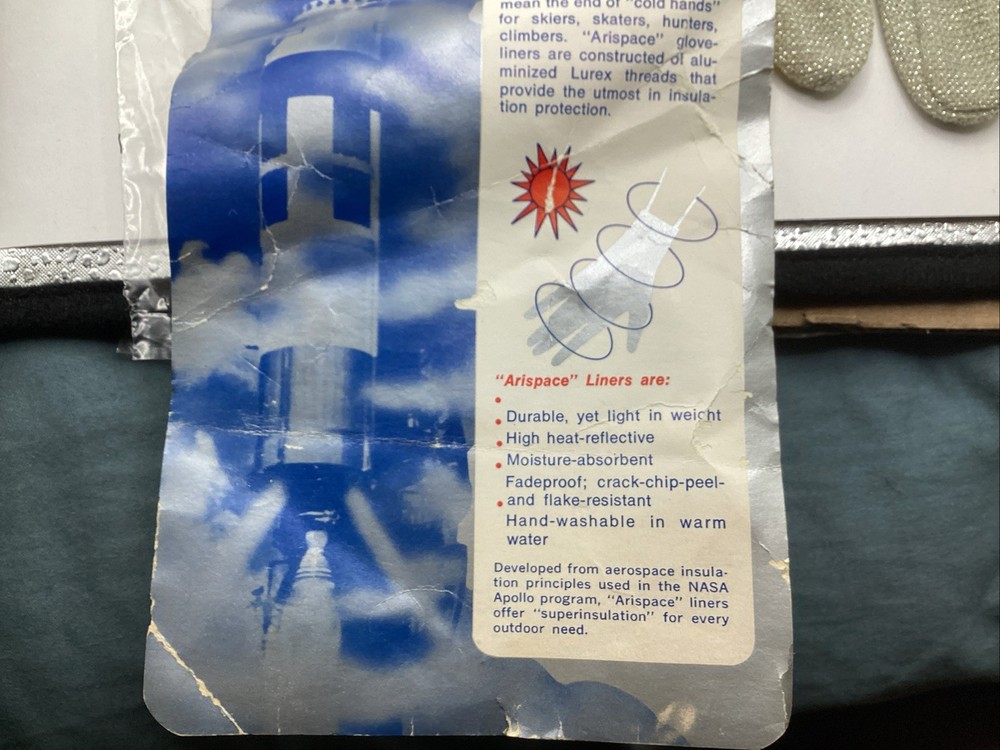 mean the end of "cold hands"
for skiers, skaters, hunters,
climbers. "Arispace" glove-
liners are constructed of alu-
minized Lurex threads that
provide the utmost in insula-
tion protection.
"Arispace" Liners are:
•
• Durable, yet light in weight
• High heat-reflective
• Moisture-absorbent
Fadeproof; crack-chip-peel-
• and flake-resistant
Hand-washable in warm
water
Developed from aerospace insula-
tion principles used in the NASA
Apollo program, "Arispace" liners
offer "superinsulation" for every
outdoor need.